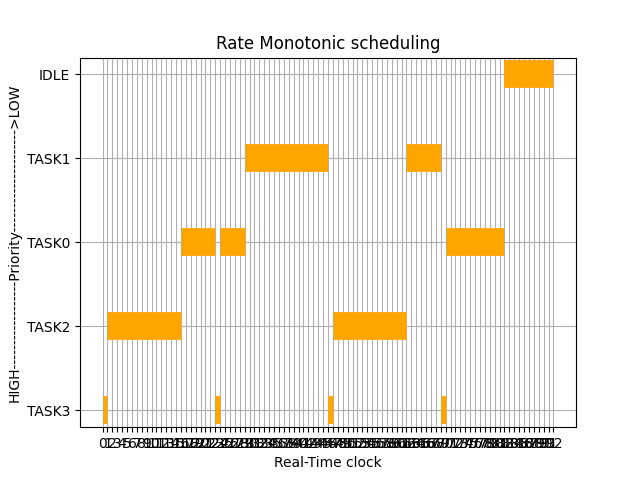 Rate Monotonic scheduling
IDLE
TASK1
TASK0
TASK2
TASK3
HIGH------------------Priority------------------->LOW
Real-Time clock